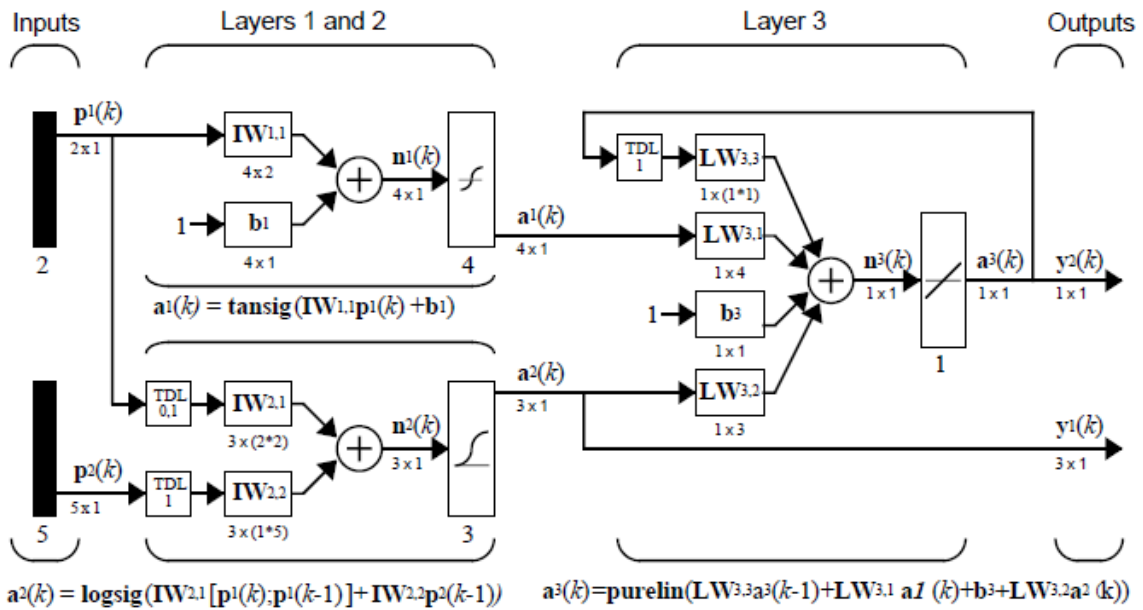 Inputs
Layers 1 and 2
Layer 3
Outputs
p1(k)
2 x 1
2
IW1,1
4 x 2
1
b1
4 x 1
n1(k)
4 x 1
4
a1(k) = tansig (IW1,1p1(k) +b1)
a1(k)
4 x 1
TDL
1
LW3,3
1 x (1*1)
LW3,1
1 x 4
1
b3
1 x 1
LW3,2
1 x 3
n3(k)
1 x 1
1
a3(k)
1 x 1
y2(k)
1 x 1
p2(k)
5 x 1
5
TDL
0,1
IW2,1
3 x (2*2)
TDL
1
IW2,2
3 x (1*5)
n2(k)
3 x 1
3
a2(k)
3 x 1
y1(k)
3 x 1
a2(k) = logsig (IW2,1 [p1(k);p1(k-1)]+ IW2,2p2(k-1))
a3(k)=purelin(LW3,3a3(k-1)+LW3,1 a1 (k)+b3+LW3,2a2 (k))